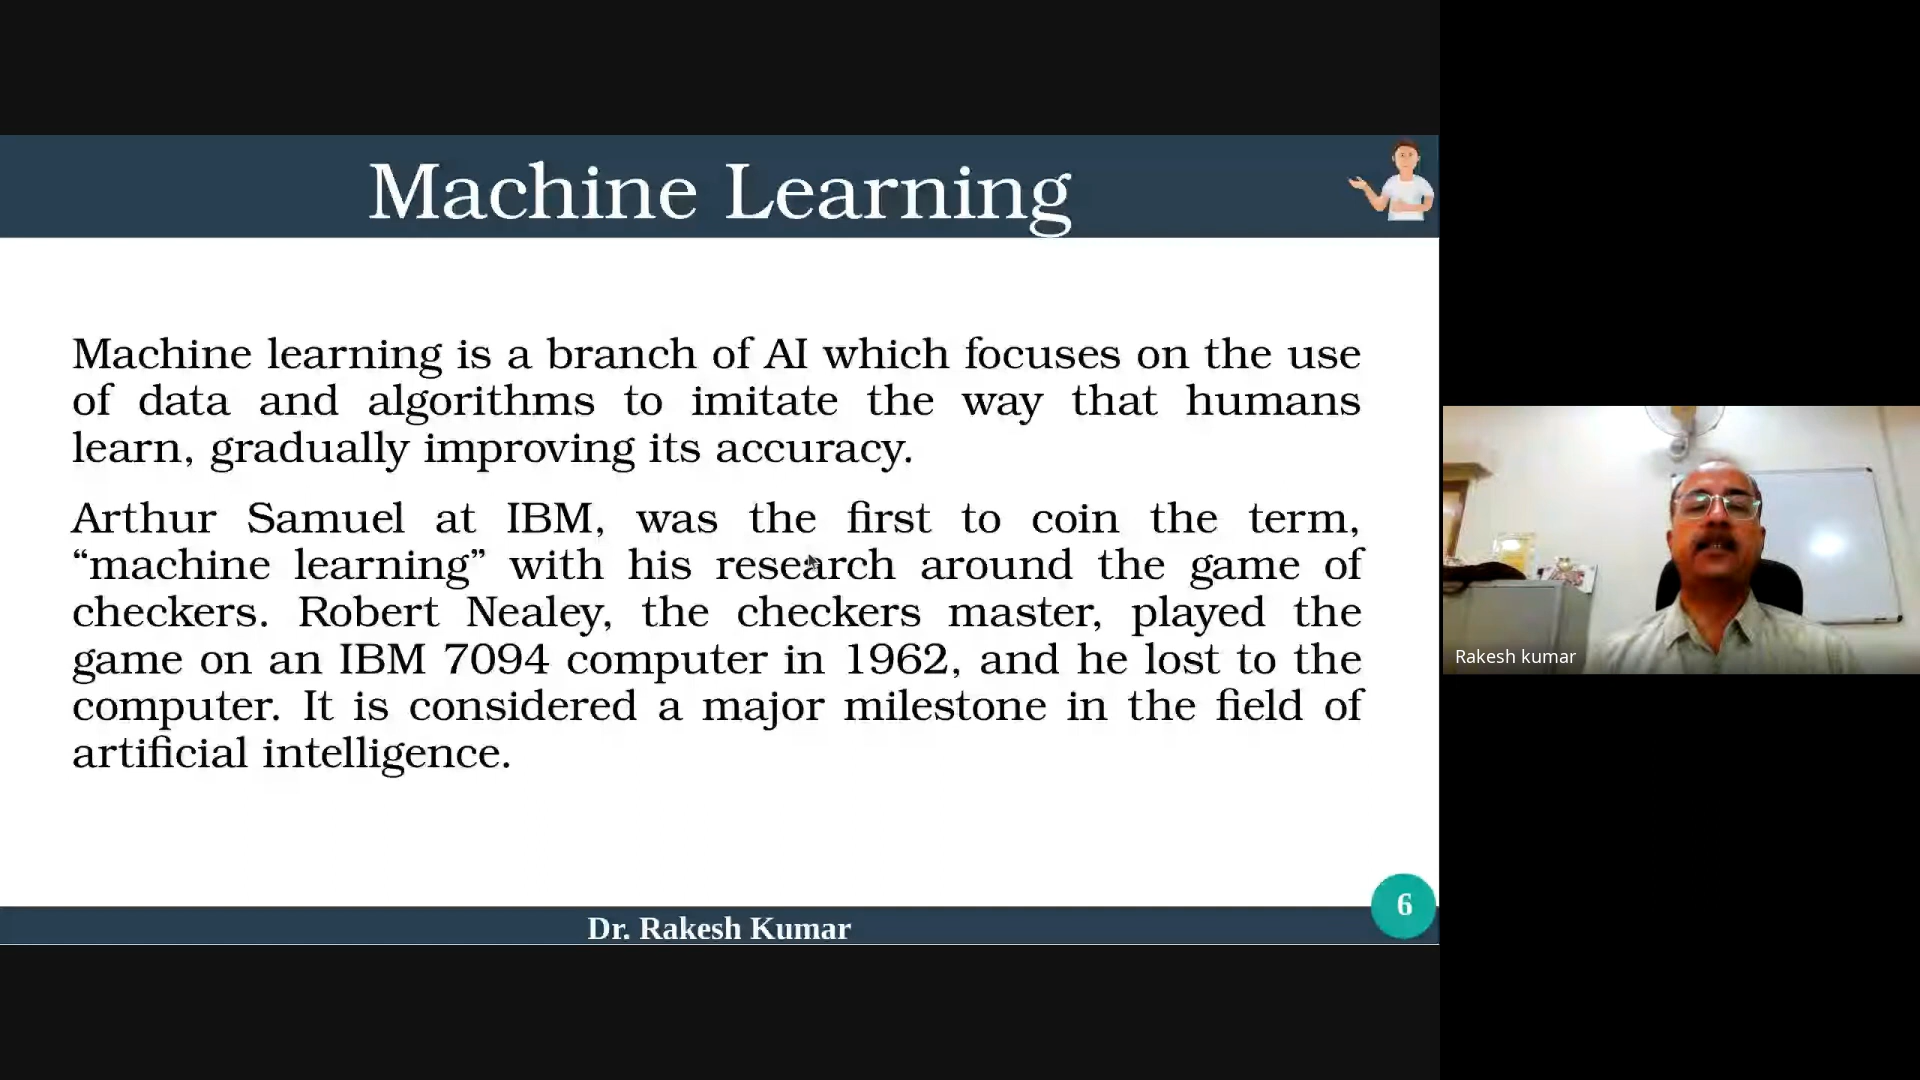 Machine Learning
Machine learning is a branch of AI which focuses on the use
of data and algorithms to imitate the way that humans
learn, gradually improving its accuracy.
Arthur Samuel at IBM, was the first to coin the term,
“machine learning” with his research around the game of
checkers. Robert Nealey, the checkers master, played the
game on an IBM 7094 computer in 1962, and he lost to the
computer. It is considered a major milestone in the field of
artificial intelligence.
Dr. Rakesh Kumar
6
Rakesh kumar